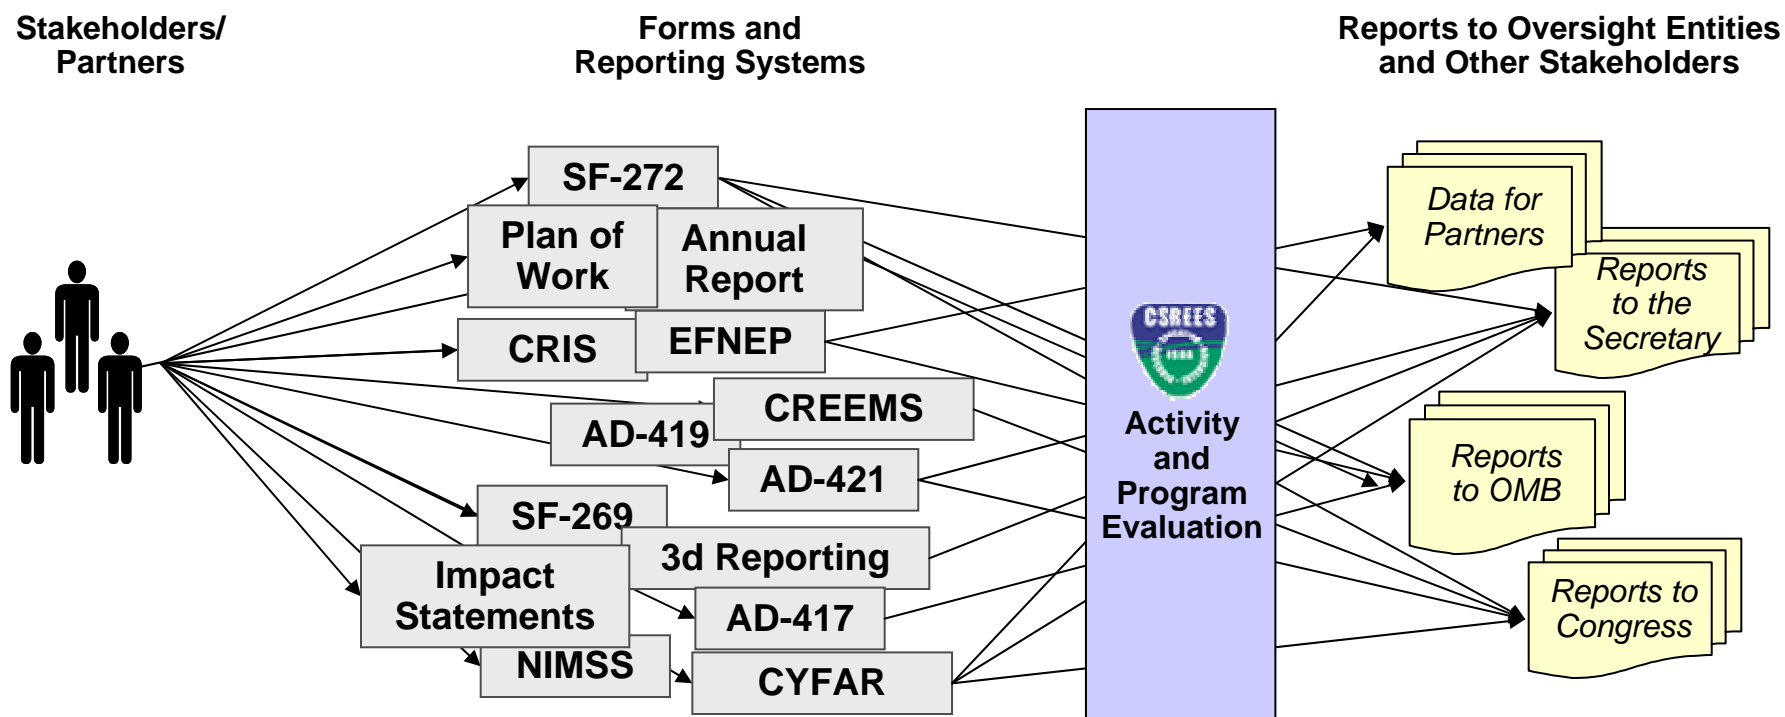 Stakeholders/
Partners
Forms and
Reporting Systems
Reports to Oversight Entities
and Other Stakeholders
SF-272
Plan of
Work
Annual
Report
CRIS
EFNEP
CREEMS
AD-419
AD-421
SF-269
3d Reporting
Impact
Statements
AD-417
NIMSS
CYFAR
CSREES
USDA
Activity
and
Program
Evaluation
Data for
Partners
Reports
to the
Secretary
Reports
to OMB
Reports to
Congress